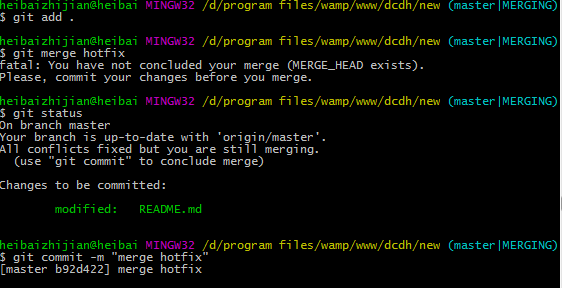 heibaizhijian@heibai MINGW32 /d/program files/wamp/www/dcdh/new (master|MERGING)
$ git add .
heibaizhijian@heibai MINGW32 /d/program files/wamp/www/dcdh/new (master|MERGING)
$ git merge hotfix
fatal: You have not concluded your merge (MERGE_HEAD exists).
Please, commit your changes before you merge.
heibaizhijian@heibai MINGW32 /d/program files/wamp/www/dcdh/new (master|MERGING)
$ git status
On branch master
Your branch is up-to-date with 'origin/master'.
All conflicts fixed but you are still merging.
  (use "git commit" to conclude merge)
Changes to be committed:
        modified:   README.md
heibaizhijian@heibai MINGW32 /d/program files/wamp/www/dcdh/new (master|MERGING)
$ git commit -m "merge hotfix"
[master b92d422] merge hotfix